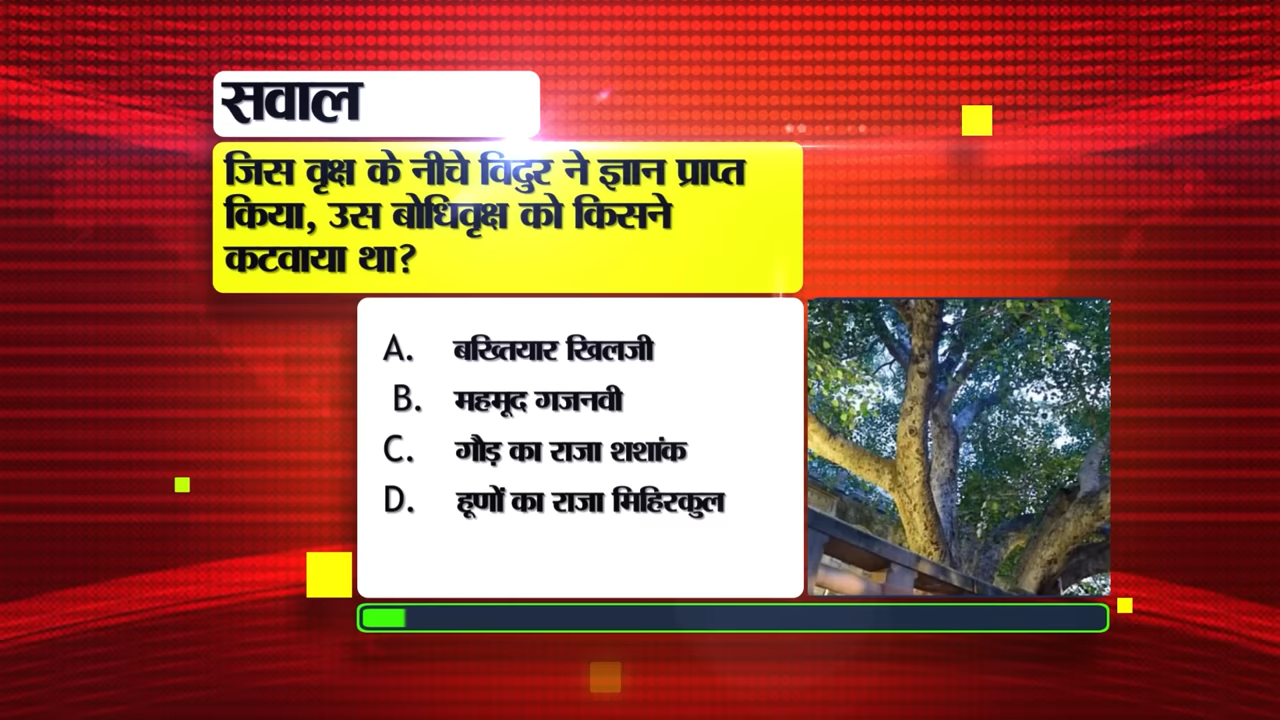 सवाल
जिस वृक्ष के नीचे विदुर ने ज्ञान प्राप्त
किया, उस बोधिवृक्ष को किसने
कटवाया था?
A. बख्तियार खिलजी
B. महमूद गजनवी
C. गौड़ का राजा शशांक
D. हूणों का राजा मिहिरकुल